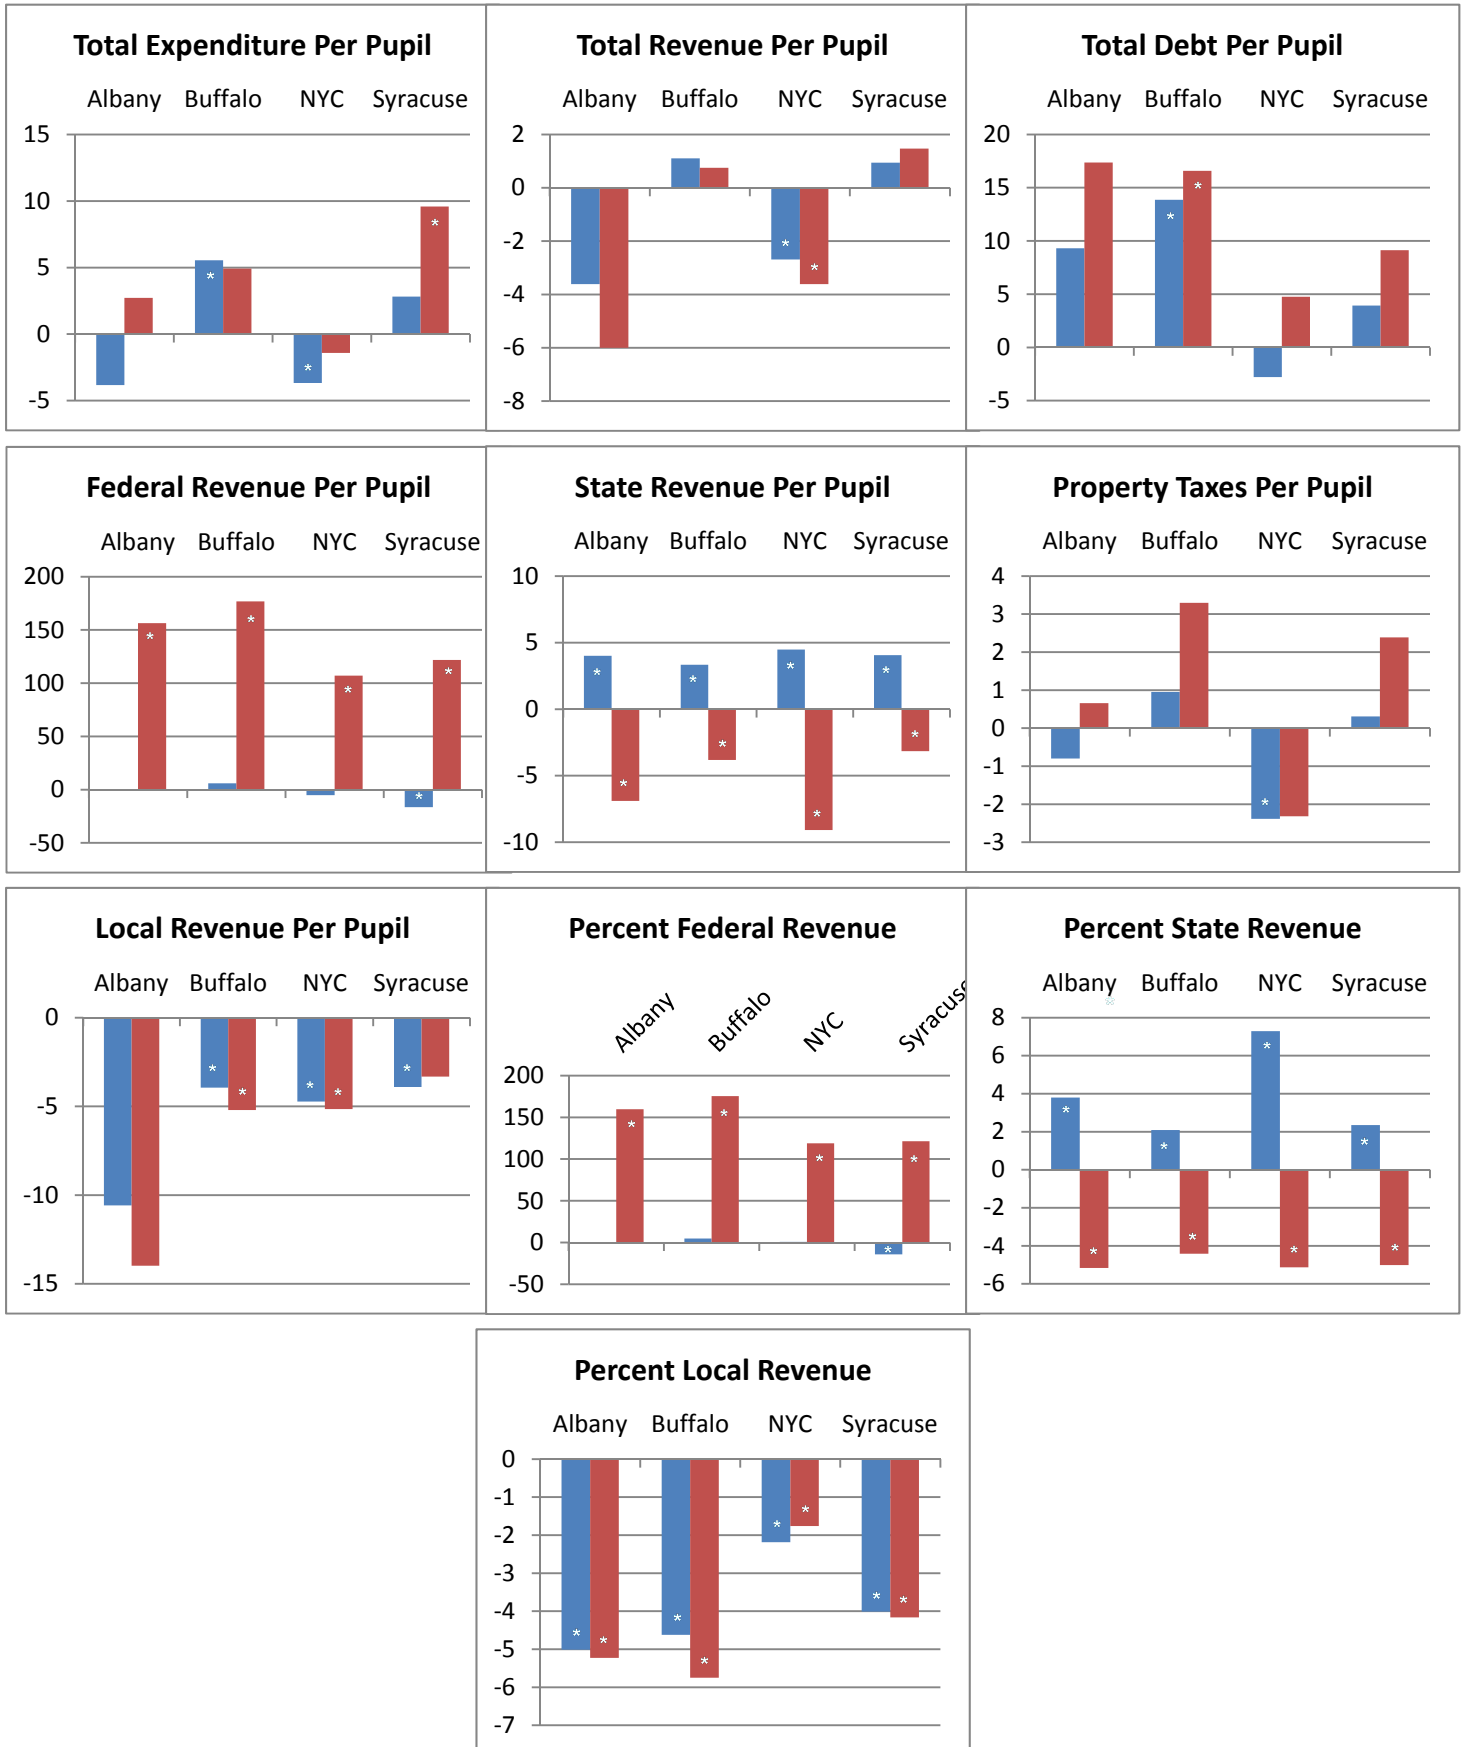 Total Expenditure Per Pupil
Albany Buffalo NYC Syracuse
15
10
5
0
-5
* * *
Total Revenue Per Pupil
Albany Buffalo NYC Syracuse
2
0
-2
-4
-6
-8
* *
Total Debt Per Pupil
Albany Buffalo NYC Syracuse
20
15
10
5
0
-5
* *
Federal Revenue Per Pupil
Albany Buffalo NYC Syracuse
200
150
100
50
0
-50
* * * * *
State Revenue Per Pupil
Albany Buffalo NYC Syracuse
10
5
0
-5
-10
* * * * * * * *
Property Taxes Per Pupil
Albany Buffalo NYC Syracuse
4
3
2
1
0
-1
-2
-3
*
Local Revenue Per Pupil
Albany Buffalo NYC Syracuse
0
-5
-10
-15
* * * * *
Percent Federal Revenue
Albany Buffalo NYC Syracuse
200
150
100
50
0
-50
* * * * *
Percent State Revenue
Albany Buffalo NYC Syracuse
8
6
4
2
0
-2
-4
-6
* * * * * * * *
Percent Local Revenue
Albany Buffalo NYC Syracuse
0
-1
-2
-3
-4
-5
-6
-7
* * * * * * * *